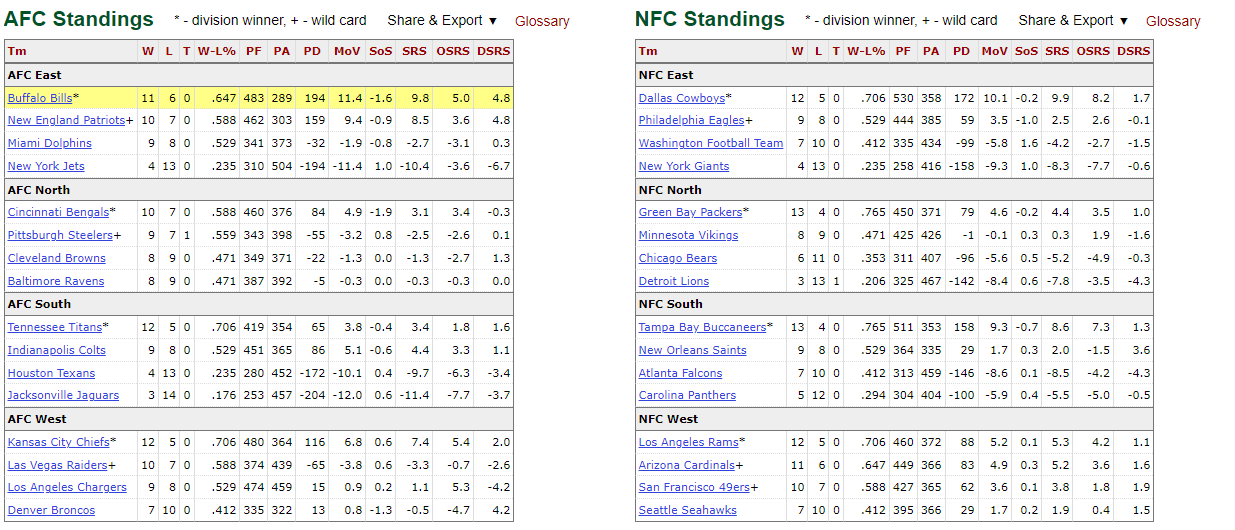 AFC Standings * - division winner, + - wild card Share & Export ▼ Glossary
Tm W L T W-L% PF PA PD MoV SoS SRS OSRS DSRS
AFC East
Buffalo Bills* 11 6 0 .647 483 289 194 11.4 -1.6 9.8 5.0 4.8
New England Patriots+ 10 7 0 .588 462 303 159 9.4 -0.9 8.5 3.6 4.8
Miami Dolphins 9 8 0 .529 341 373 -32 -1.9 -0.8 -2.7 -3.1 0.3
New York Jets 4 13 0 .235 310 504 -194 -11.4 1.0 -10.4 -3.6 -6.7
AFC North
Cincinnati Bengals* 10 7 0 .588 460 376 84 4.9 -1.9 3.1 3.4 -0.3
Pittsburgh Steelers+ 9 7 1 .559 343 398 -55 -3.2 0.8 -2.5 -2.6 0.1
Cleveland Browns 8 9 0 .471 349 371 -22 -1.3 0.0 -1.3 -2.7 1.3
Baltimore Ravens 8 9 0 .471 387 392 -5 -0.3 0.0 -0.3 -0.3 0.0
AFC South
Tennessee Titans* 12 5 0 .706 419 354 65 3.8 -0.4 3.4 1.8 1.6
Indianapolis Colts 9 8 0 .529 451 365 86 5.1 -0.6 4.4 3.3 1.1
Houston Texans 4 13 0 .235 280 452 -172 -10.1 0.4 -9.7 -6.3 -3.4
Jacksonville Jaguars 3 14 0 .176 253 457 -204 -12.0 0.6 -11.4 -7.7 -3.7
AFC West
Kansas City Chiefs* 12 5 0 .706 480 364 116 6.8 0.6 7.4 5.4 2.0
Las Vegas Raiders+ 10 7 0 .588 374 439 -65 -3.8 0.6 -3.3 -0.7 -2.6
Los Angeles Chargers 9 8 0 .529 474 459 15 0.9 0.2 1.1 5.3 -4.2
Denver Broncos 7 10 0 .412 335 322 13 0.8 -1.3 -0.5 -4.7 4.2
NFC Standings * - division winner, + - wild card Share & Export ▼ Glossary
Tm W L T W-L% PF PA PD MoV SoS SRS OSRS DSRS
NFC East
Dallas Cowboys* 12 5 0 .706 530 358 172 10.1 -0.2 9.9 8.2 1.7
Philadelphia Eagles+ 9 8 0 .529 444 385 59 3.5 -1.0 2.5 2.6 -0.1
Washington Football Team 7 10 0 .412 335 434 -99 -5.8 1.6 -4.2 -2.7 -1.5
New York Giants 4 13 0 .235 258 416 -158 -9.3 1.0 -8.3 -7.7 -0.6
NFC North
Green Bay Packers* 13 4 0 .765 450 371 79 4.6 -0.2 4.4 3.5 1.0
Minnesota Vikings 8 9 0 .471 425 426 -1 -0.1 0.3 0.3 1.9 -1.6
Chicago Bears 6 11 0 .353 311 407 -96 -5.6 0.5 -5.2 -4.9 -0.3
Detroit Lions 3 13 1 .206 325 467 -142 -8.4 0.6 -7.8 -3.5 -4.3
NFC South
Tampa Bay Buccaneers* 13 4 0 .765 511 353 158 9.3 -0.7 8.6 7.3 1.3
New Orleans Saints 9 8 0 .529 364 335 29 1.7 0.3 2.0 -1.5 3.6
Atlanta Falcons 7 10 0 .412 313 459 -146 -8.6 0.1 -8.5 -4.2 -4.3
Carolina Panthers 5 12 0 .294 304 404 -100 -5.9 0.4 -5.5 -5.0 -0.5
NFC West
Los Angeles Rams* 12 5 0 .706 460 372 88 5.2 0.1 5.3 4.2 1.1
Arizona Cardinals+ 11 6 0 .647 449 366 83 4.9 0.3 5.2 3.6 1.6
San Francisco 49ers+ 10 7 0 .588 427 365 62 3.6 0.1 3.8 1.8 1.9
Seattle Seahawks 7 10 0 .412 395 366 29 1.7 0.2 1.9 0.4 1.5